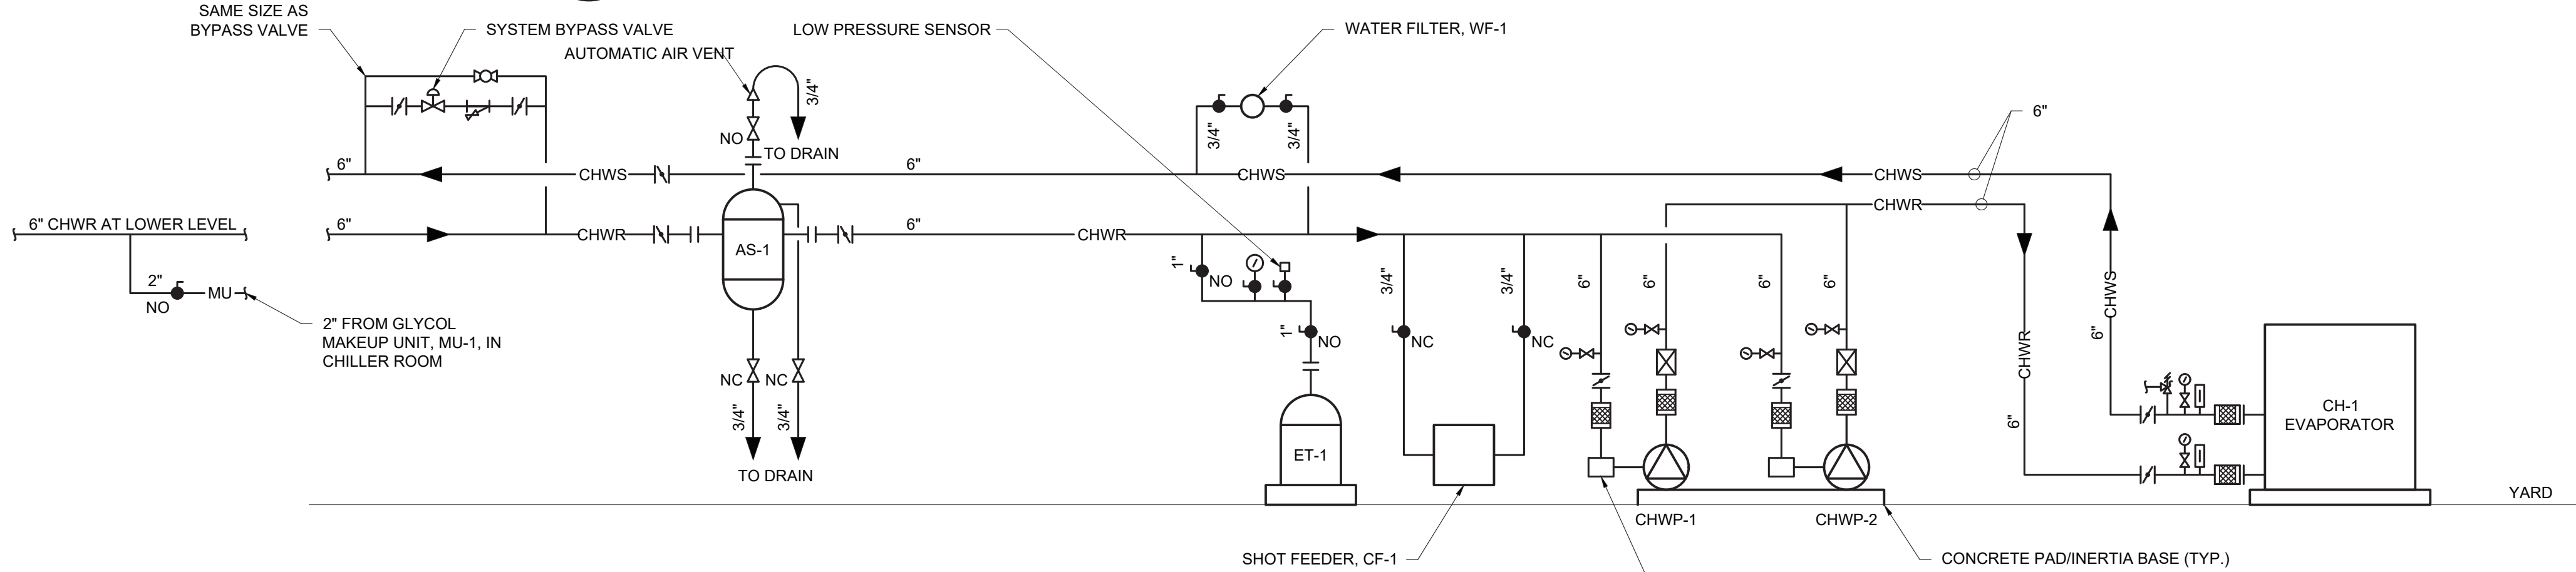 SAME SIZE AS
BYPASS VALVE
SYSTEM BYPASS VALVE
AUTOMATIC AIR VENT
LOW PRESSURE SENSOR
WATER FILTER, WF-1
3/4"
NO
TO DRAIN
3/4"
3/4"
6"
6"
CHWS
6"
CHWS
CHWS
6" CHWR AT LOWER LEVEL
6"
CHWR
6"
CHWR
CHWR
AS-1
2"
NO
MU
2" FROM GLYCOL
MAKEUP UNIT, MU-1, IN
CHILLER ROOM
1"
NO
1"
NO
3/4"
NC
3/4"
NC
6"
6"
6"
6"
CHWR
6"
CHWS
6"
NC
NC
3/4"
3/4"
TO DRAIN
ET-1
CH-1
EVAPORATOR
YARD
CHWP-1
CHWP-2
SHOT FEEDER, CF-1
CONCRETE PAD/INERTIA BASE (TYP.)